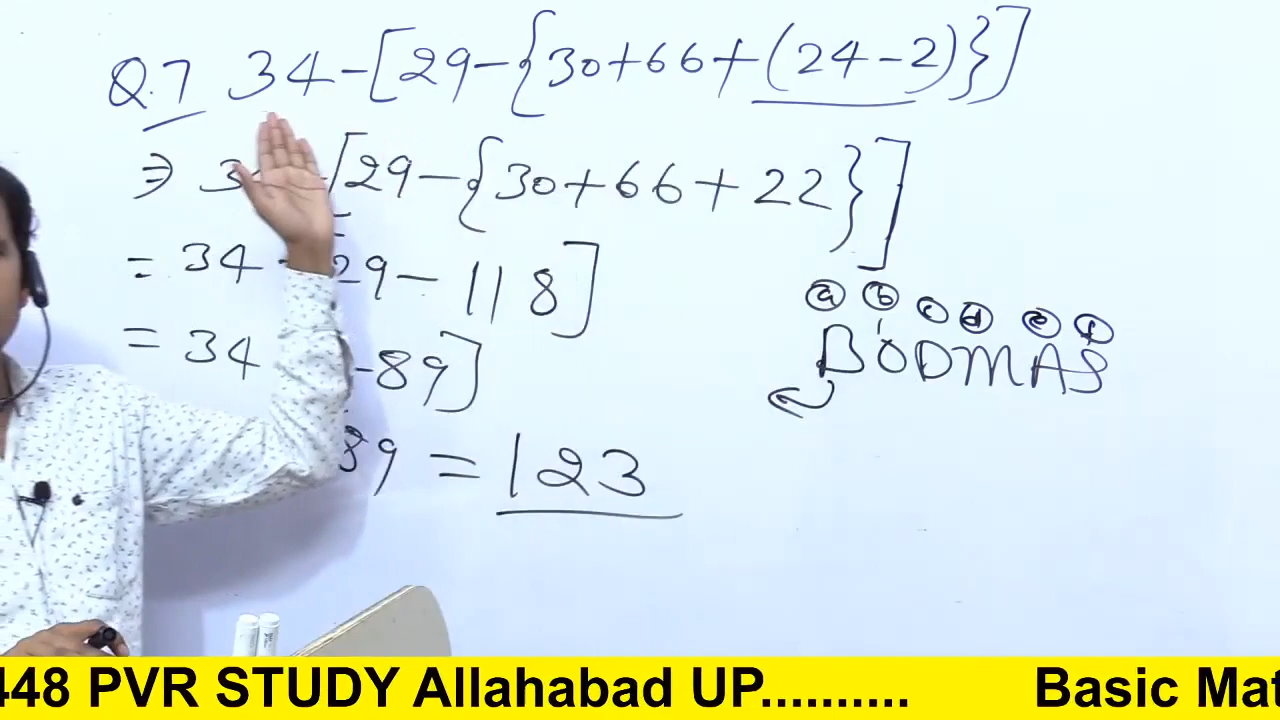 Q.7 34-[29-{30+66+(24-2)}]
⇒ 34-[29-{30+66+22}]
= 34 29-118]
= 34 -89]
89 = 123
a b c d e f
BODMAS
448 PVR STUDY Allahabad UP.......... Basic Mat